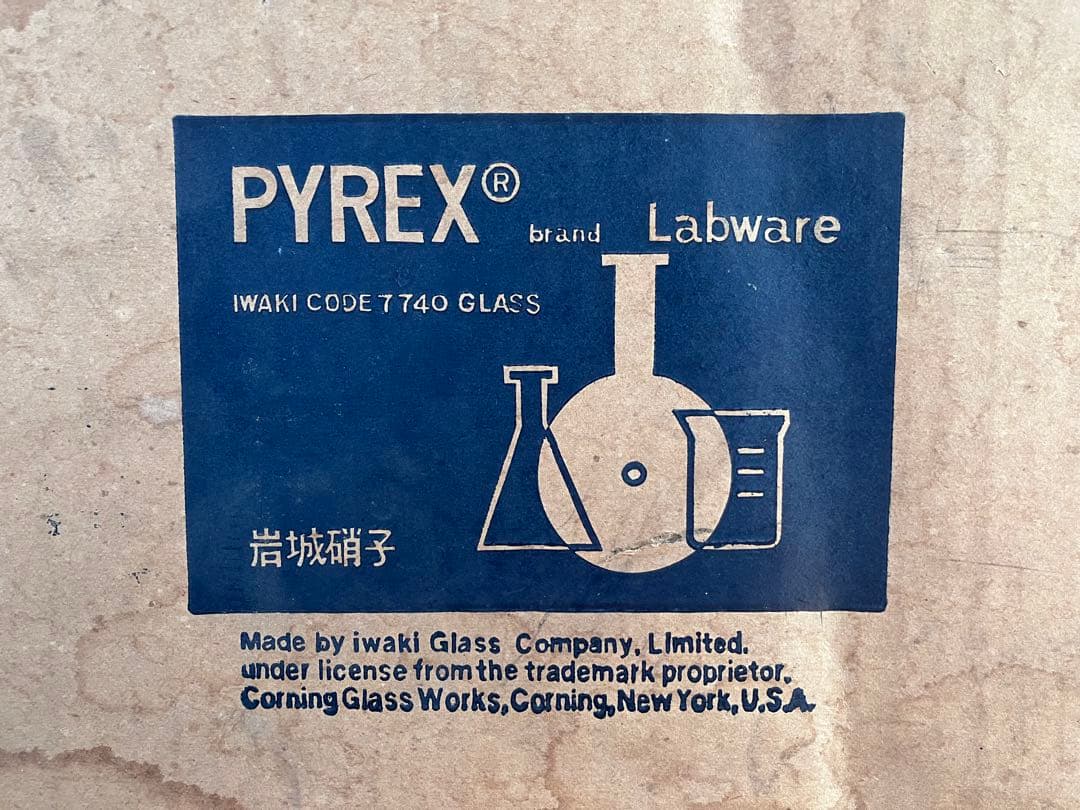 PYREX® brand Labware
IWAKI CODE 7740 GLASS
岩城硝子
Made by iwaki Glass Company, Limited.
under license from the trademark proprietor.
Corning Glass Works, Corning, New York, U.S.A.